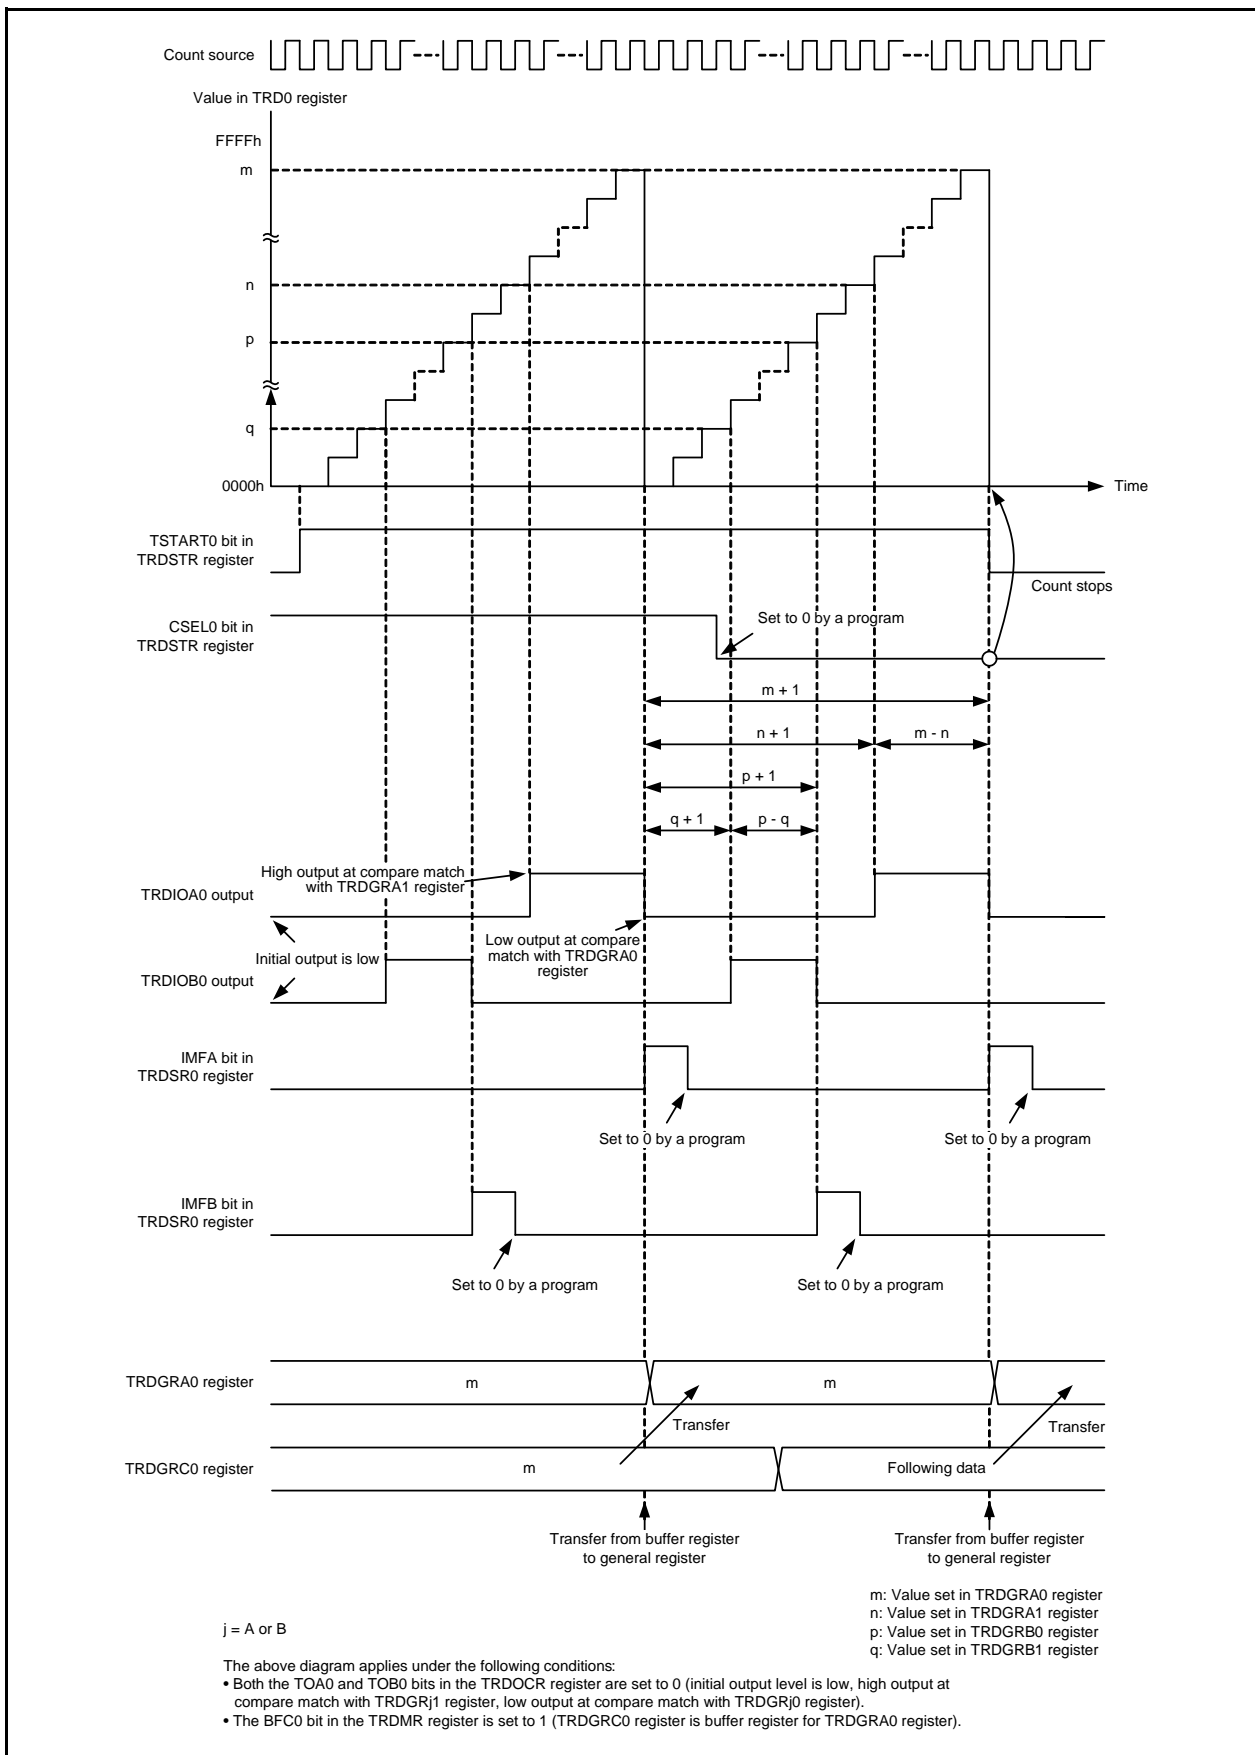 Count source
Value in TRD0 register
FFFFh
m
n
p
q
0000h
Time
TSTART0 bit in
TRDSTR register
Count stops
CSEL0 bit in
TRDSTR register
Set to 0 by a program
m + 1
n + 1
m - n
p + 1
q + 1
p - q
High output at compare match
with TRDGRA1 register
TRDIOA0 output
Low output at compare
match with TRDGRA0
register
Initial output is low
TRDIOB0 output
IMFA bit in
TRDSR0 register
Set to 0 by a program
Set to 0 by a program
IMFB bit in
TRDSR0 register
Set to 0 by a program
Set to 0 by a program
TRDGRA0 register
m
m
Transfer
Transfer
TRDGRC0 register
m
Following data
Transfer from buffer register
to general register
Transfer from buffer register
to general register
m: Value set in TRDGRA0 register
n: Value set in TRDGRA1 register
p: Value set in TRDGRB0 register
q: Value set in TRDGRB1 register
j = A or B
The above diagram applies under the following conditions:
• Both the TOA0 and TOB0 bits in the TRDOCR register are set to 0 (initial output level is low, high output at
compare match with TRDGRj1 register, low output at compare match with TRDGRj0 register).
• The BFC0 bit in the TRDMR register is set to 1 (TRDGRC0 register is buffer register for TRDGRA0 register).